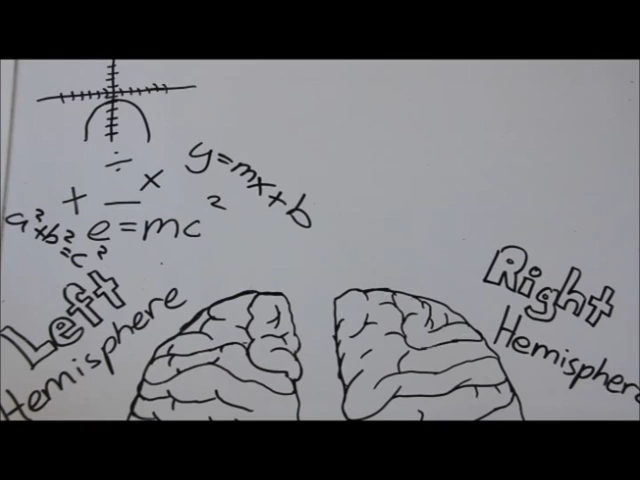 ÷
+ — ×
y=mx+b
a²+b²
=c²
e=mc²
Left
Hemisphere
Right
Hemisphere